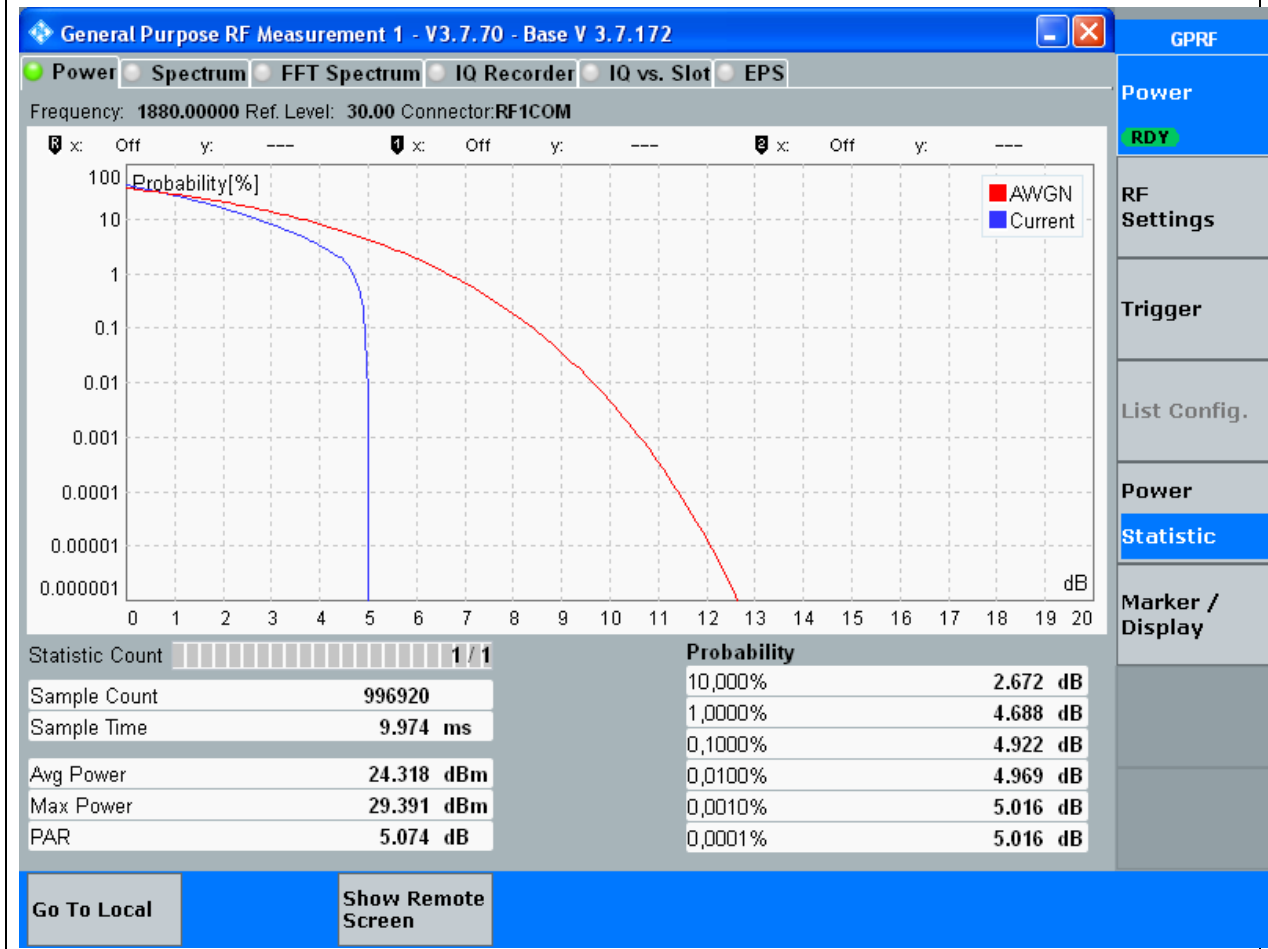 General Purpose RF Measurement 1 - V3.7.70 - Base V 3.7.172
Power Spectrum FFT Spectrum IQ Recorder IQ vs. Slot EPS
Frequency: 1880.00000 Ref. Level: 30.00 Connector:RF1COM
R x: Off y: --- 1 x: Off y: --- 2 x: Off y: ---
Probability[%]
100
10
1
0.1
0.01
0.001
0.0001
0.00001
0.000001
AWGN
Current
dB
0 1 2 3 4 5 6 7 8 9 10 11 12 13 14 15 16 17 18 19 20
Statistic Count 1 / 1
Sample Count 996920
Sample Time 9.974 ms
Avg Power 24.318 dBm
Max Power 29.391 dBm
PAR 5.074 dB
Probability
10,000% 2.672 dB
1,0000% 4.688 dB
0,1000% 4.922 dB
0,0100% 4.969 dB
0,0010% 5.016 dB
0,0001% 5.016 dB
GPRF
Power
RDY
RF
Settings
Trigger
List Config.
Power
Statistic
Marker /
Display
Go To Local
Show Remote
Screen